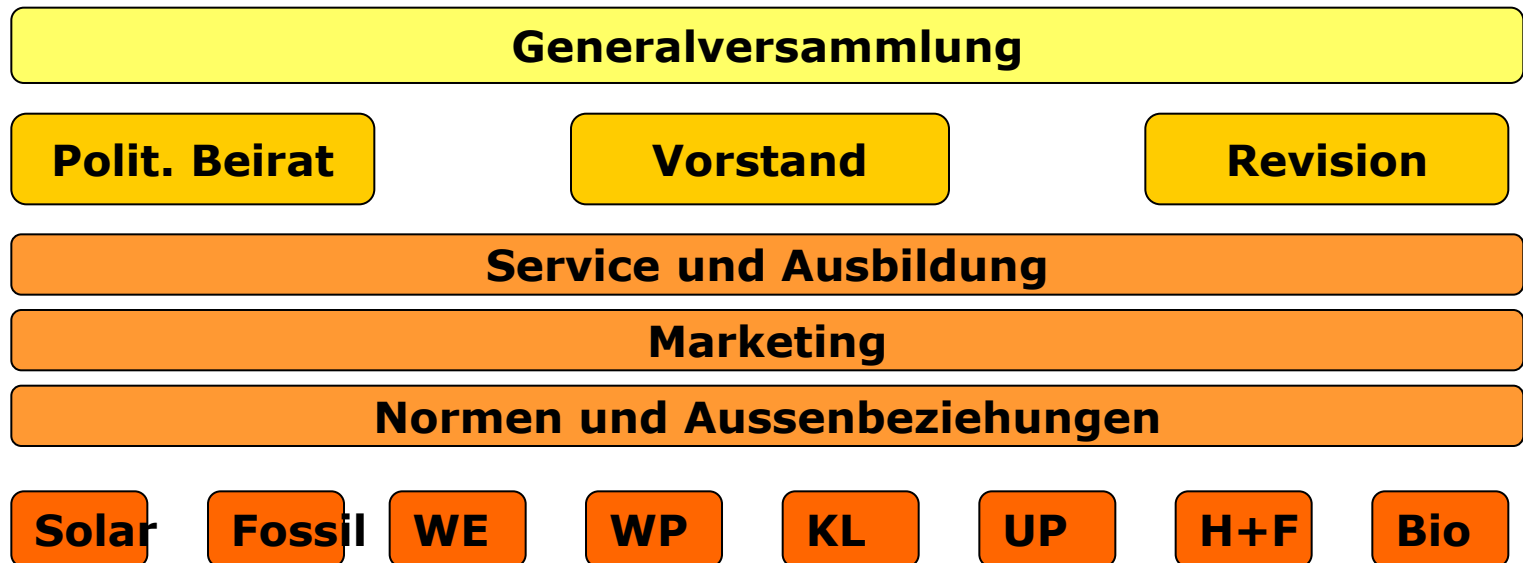 Generalversammlung
Polit. Beirat Vorstand Revision
Service und Ausbildung
Marketing
Normen und Aussenbeziehungen
Solar Fossil WE WP KL UP H+F Bio